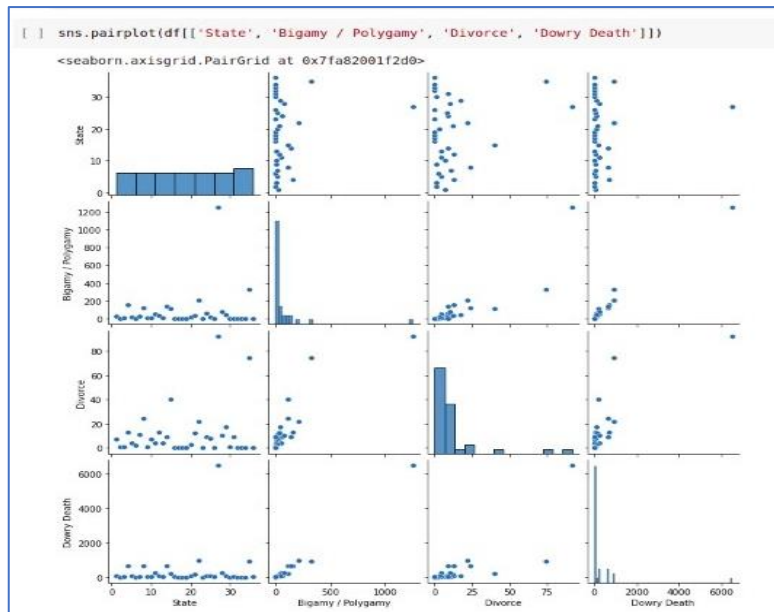 [ ] sns.pairplot(df[['State', 'Bigamy / Polygamy', 'Divorce', 'Dowry Death']])
<seaborn.axisgrid.PairGrid at 0x7fa82001f2d0>
30
20
10
0
State
1200
1000
800
600
400
200
0
Bigamy / Polygamy
80
60
40
20
0
Divorce
6000
4000
2000
0
Dowry Death
0 10 20 30
State
0 500 1000
Bigamy / Polygamy
0 25 50 75
Divorce
0 2000 4000 6000
Dowry Death